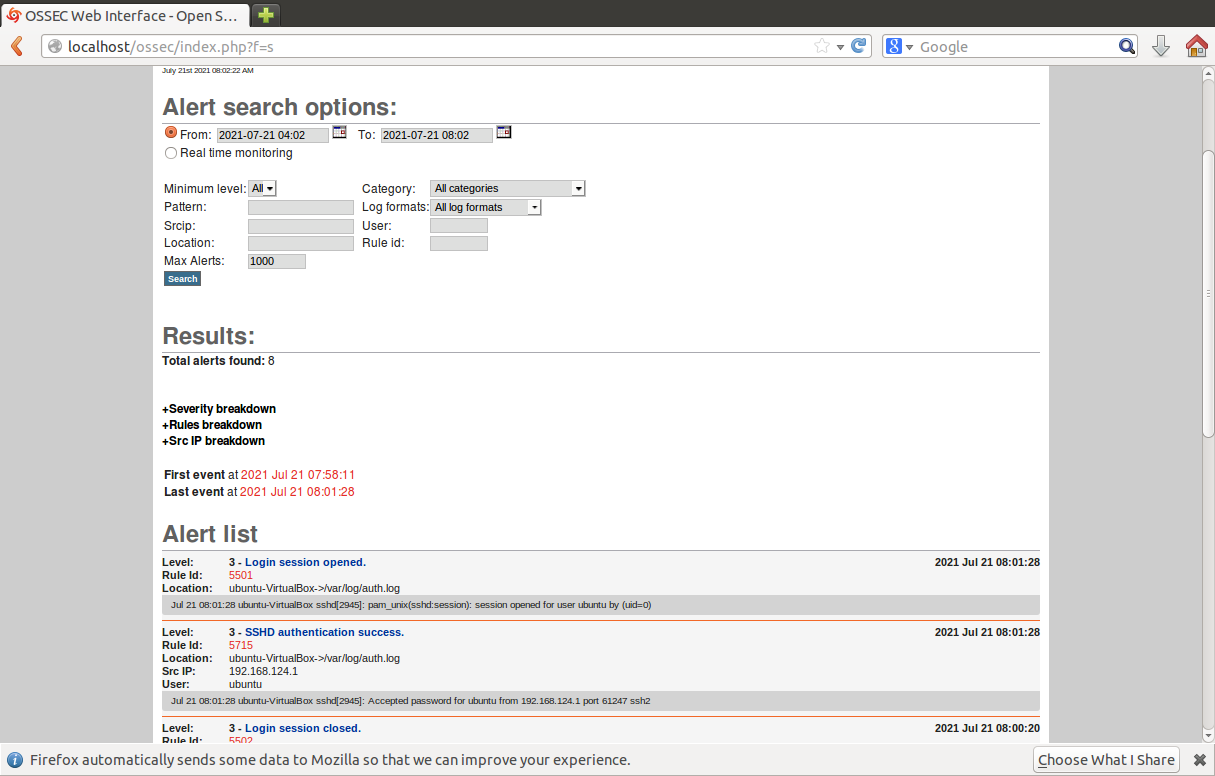 OSSEC Web Interface - Open S...
localhost/ossec/index.php?f=s
Google
July 21st 2021 08:02:22 AM
Alert search options:
From: 2021-07-21 04:02 To: 2021-07-21 08:02
Real time monitoring
Minimum level: All Category: All categories
Pattern: Log formats: All log formats
Srcip: User:
Location: Rule id:
Max Alerts: 1000
Search
Results:
Total alerts found: 8
+Severity breakdown
+Rules breakdown
+Src IP breakdown
First event at 2021 Jul 21 07:58:11
Last event at 2021 Jul 21 08:01:28
Alert list
Level: 3 - Login session opened. 2021 Jul 21 08:01:28
Rule Id: 5501
Location: ubuntu-VirtualBox->/var/log/auth.log
Jul 21 08:01:28 ubuntu-VirtualBox sshd[2945]: pam_unix(sshd:session): session opened for user ubuntu by (uid=0)
Level: 3 - SSHD authentication success. 2021 Jul 21 08:01:28
Rule Id: 5715
Location: ubuntu-VirtualBox->/var/log/auth.log
Src IP: 192.168.124.1
User: ubuntu
Jul 21 08:01:28 ubuntu-VirtualBox sshd[2945]: Accepted password for ubuntu from 192.168.124.1 port 61247 ssh2
Level: 3 - Login session closed. 2021 Jul 21 08:00:20
Rule Id: 5502
Firefox automatically sends some data to Mozilla so that we can improve your experience. Choose What I Share